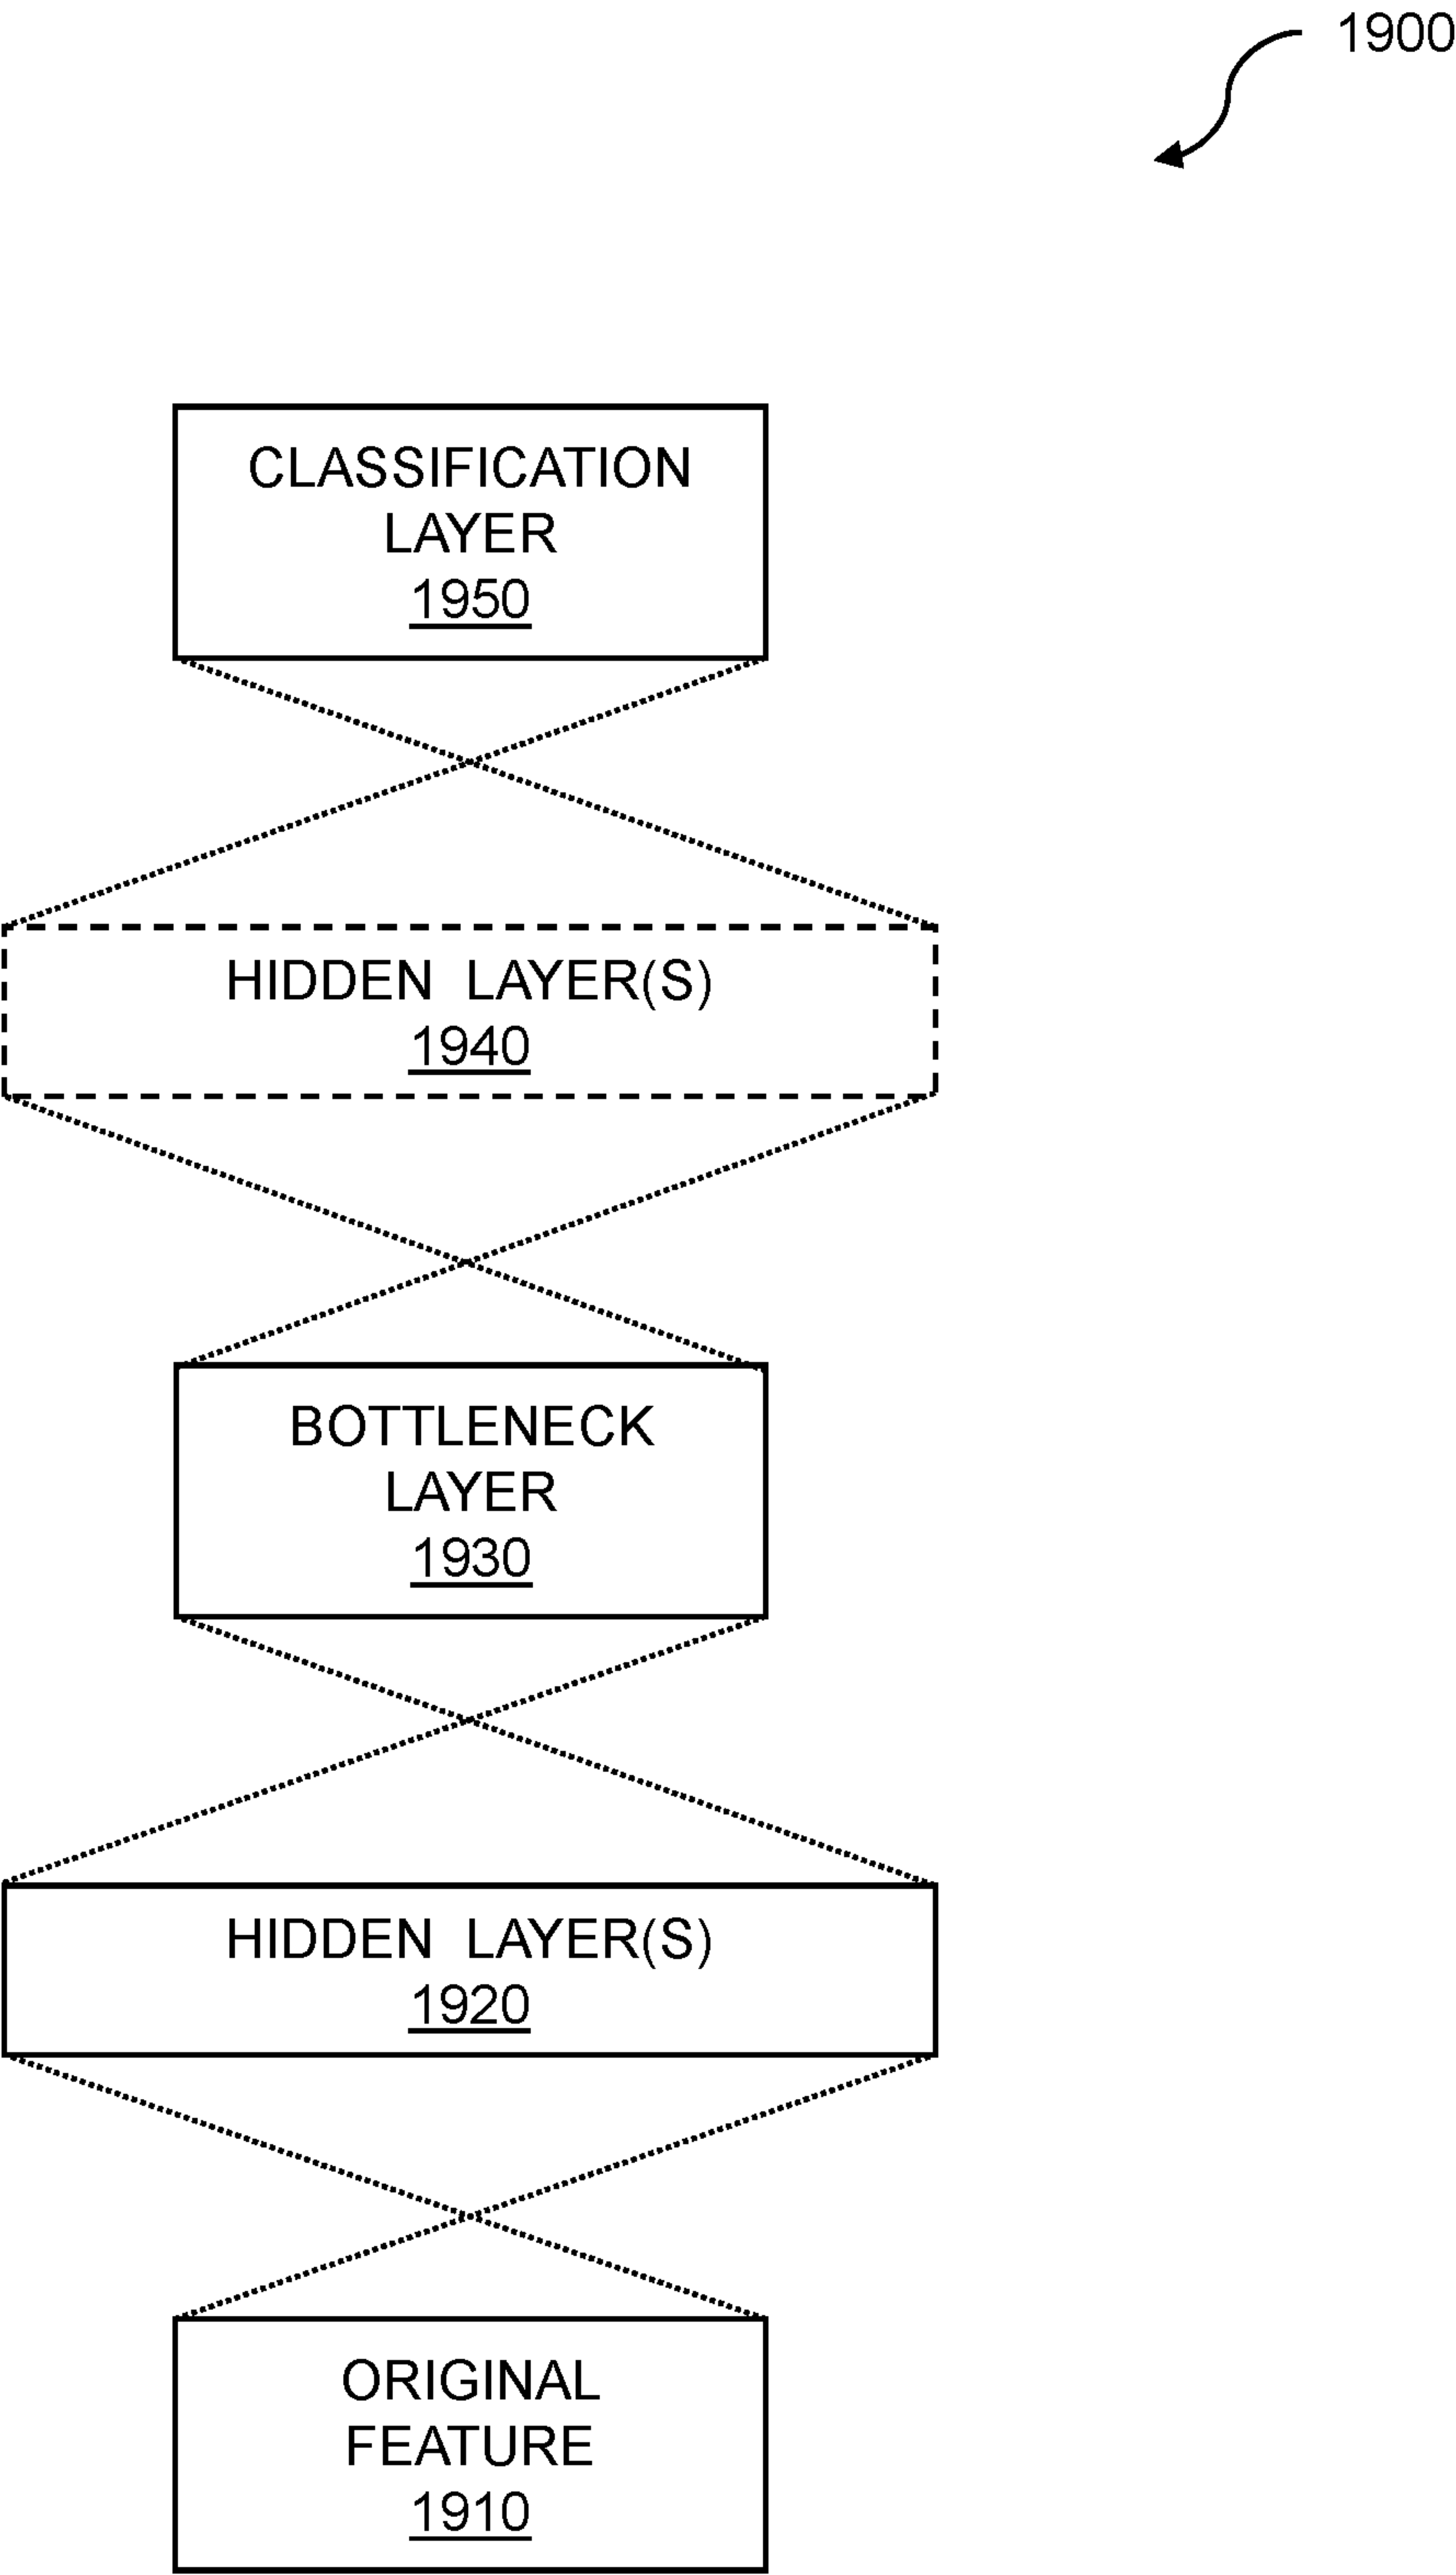 1900
CLASSIFICATION
LAYER
1950
HIDDEN LAYER(S)
1940
BOTTLENECK
LAYER
1930
HIDDEN LAYER(S)
1920
ORIGINAL
FEATURE
1910